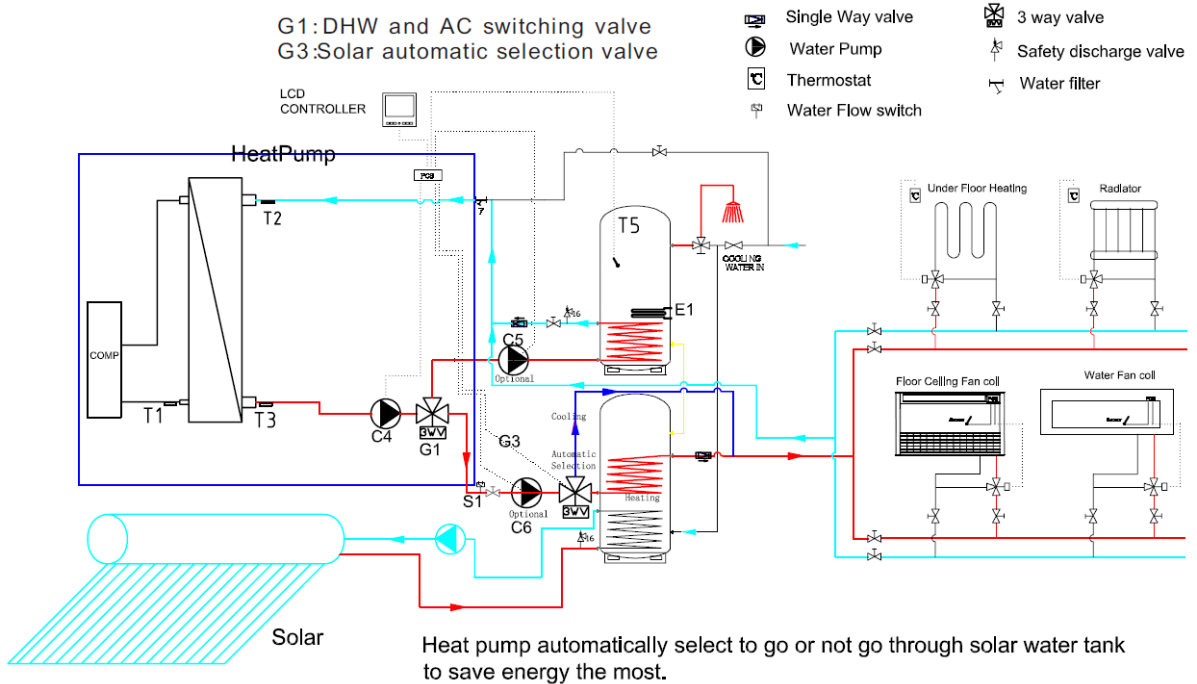 G1:DHW and AC switching valve
G3:Solar automatic selection valve
Single Way valve
3 way valve
Water Pump
Safety discharge valve
℃
Thermostat
Water filter
Water Flow switch
LCD
CONTROLLER
HeatPump
T2
T5
COOLING
WATER IN
E1
℃
Under Floor Heating
℃
Radiator
COMP
T1
T3
C4
3WV
G1
C5
Optional
16
Cooling
G3
Automatic
Selection
Heating
S1
Optional
C6
3WV
16
Floor Ceiling Fan coil
Water Fan coil
Solar
Heat pump automatically select to go or not go through solar water tank
to save energy the most.